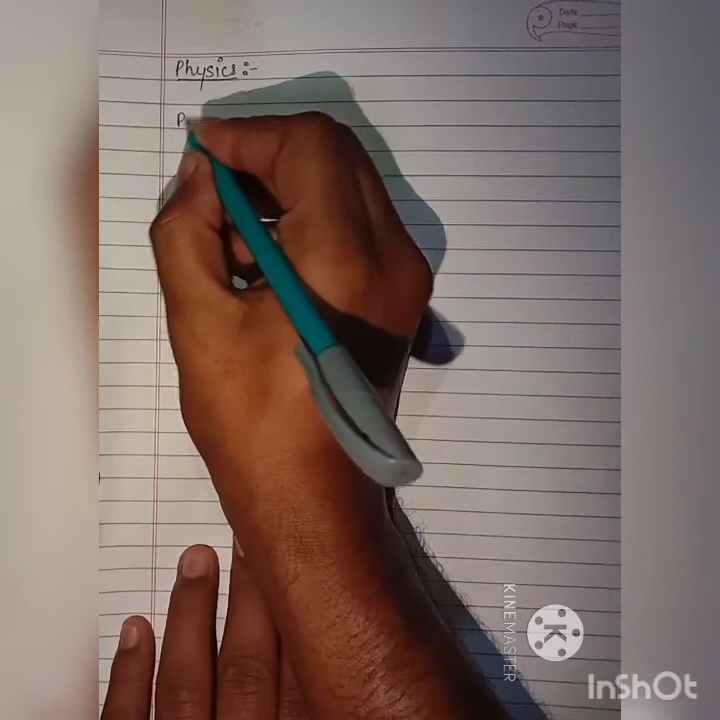 Date
Page
Physics :-
P
KINEMASTER
InShOt